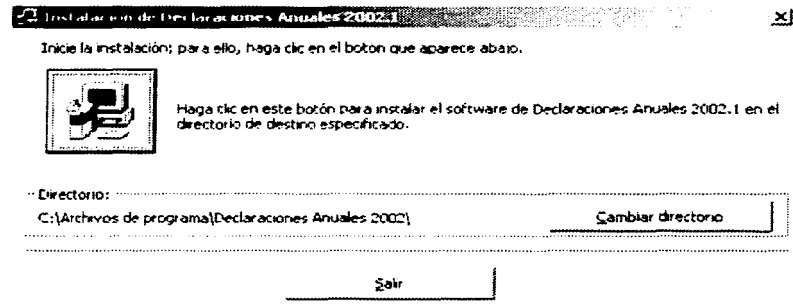 Instalación de Declaraciones Anuales 2002.1
Inicie la instalación; para ello, haga clic en el boton que aparece abajo.
Haga clic en este botón para instalar el software de Declaraciones Anuales 2002.1 en el
directorio de destino especificado.
Directorio:
C:\Archivos de programa\Declaraciones Anuales 2002\
Cambiar directorio
Salir